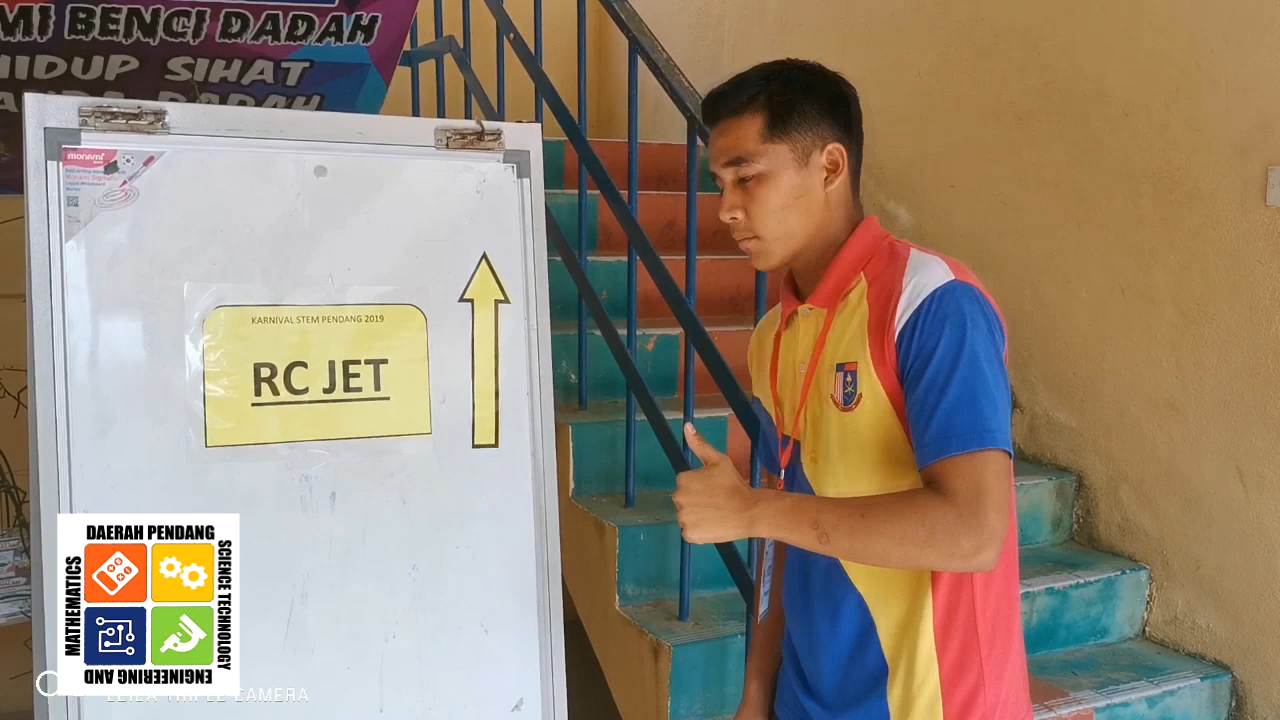 MI BENCI DADAH
HIDUP SIHAT
DADAH
monami
KARNIVAL STEM PENDANG 2019
RC JET
DAERAH PENDANG
SCIENCE TECHNOLOGY
ENGINEERING AND
MATHEMATICS
TRIPLE CAMERA